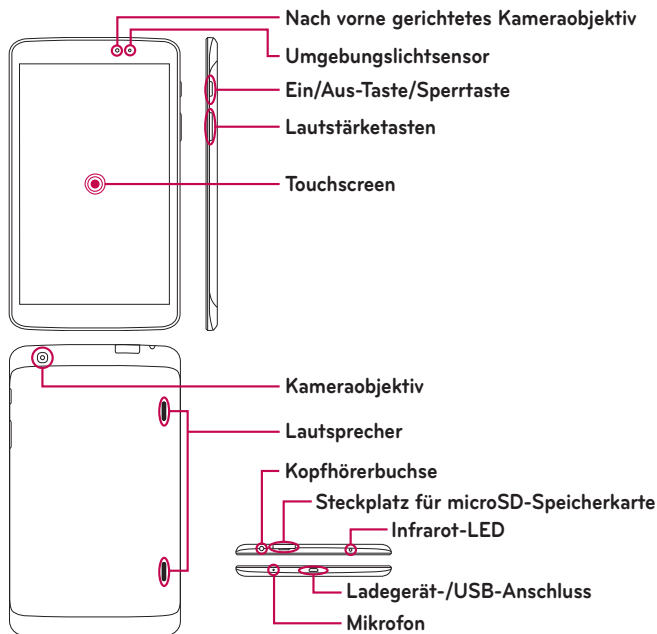 Nach vorne gerichtetes Kameraobjektiv
Umgebungslichtsensor
Ein/Aus-Taste/Sperrtaste
Lautstärketasten
Touchscreen
Kameraobjektiv
Lautsprecher
Kopfhörerbuchse
Steckplatz für microSD-Speicherkarte
Infrarot-LED
Ladegerät-/USB-Anschluss
Mikrofon